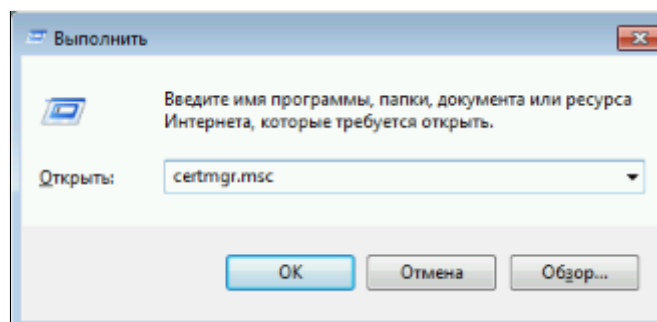 Выполнить
Введите имя программы, папки, документа или ресурса
Интернета, которые требуется открыть.
Открыть: certmgr.msc
OK Отмена Обзор...